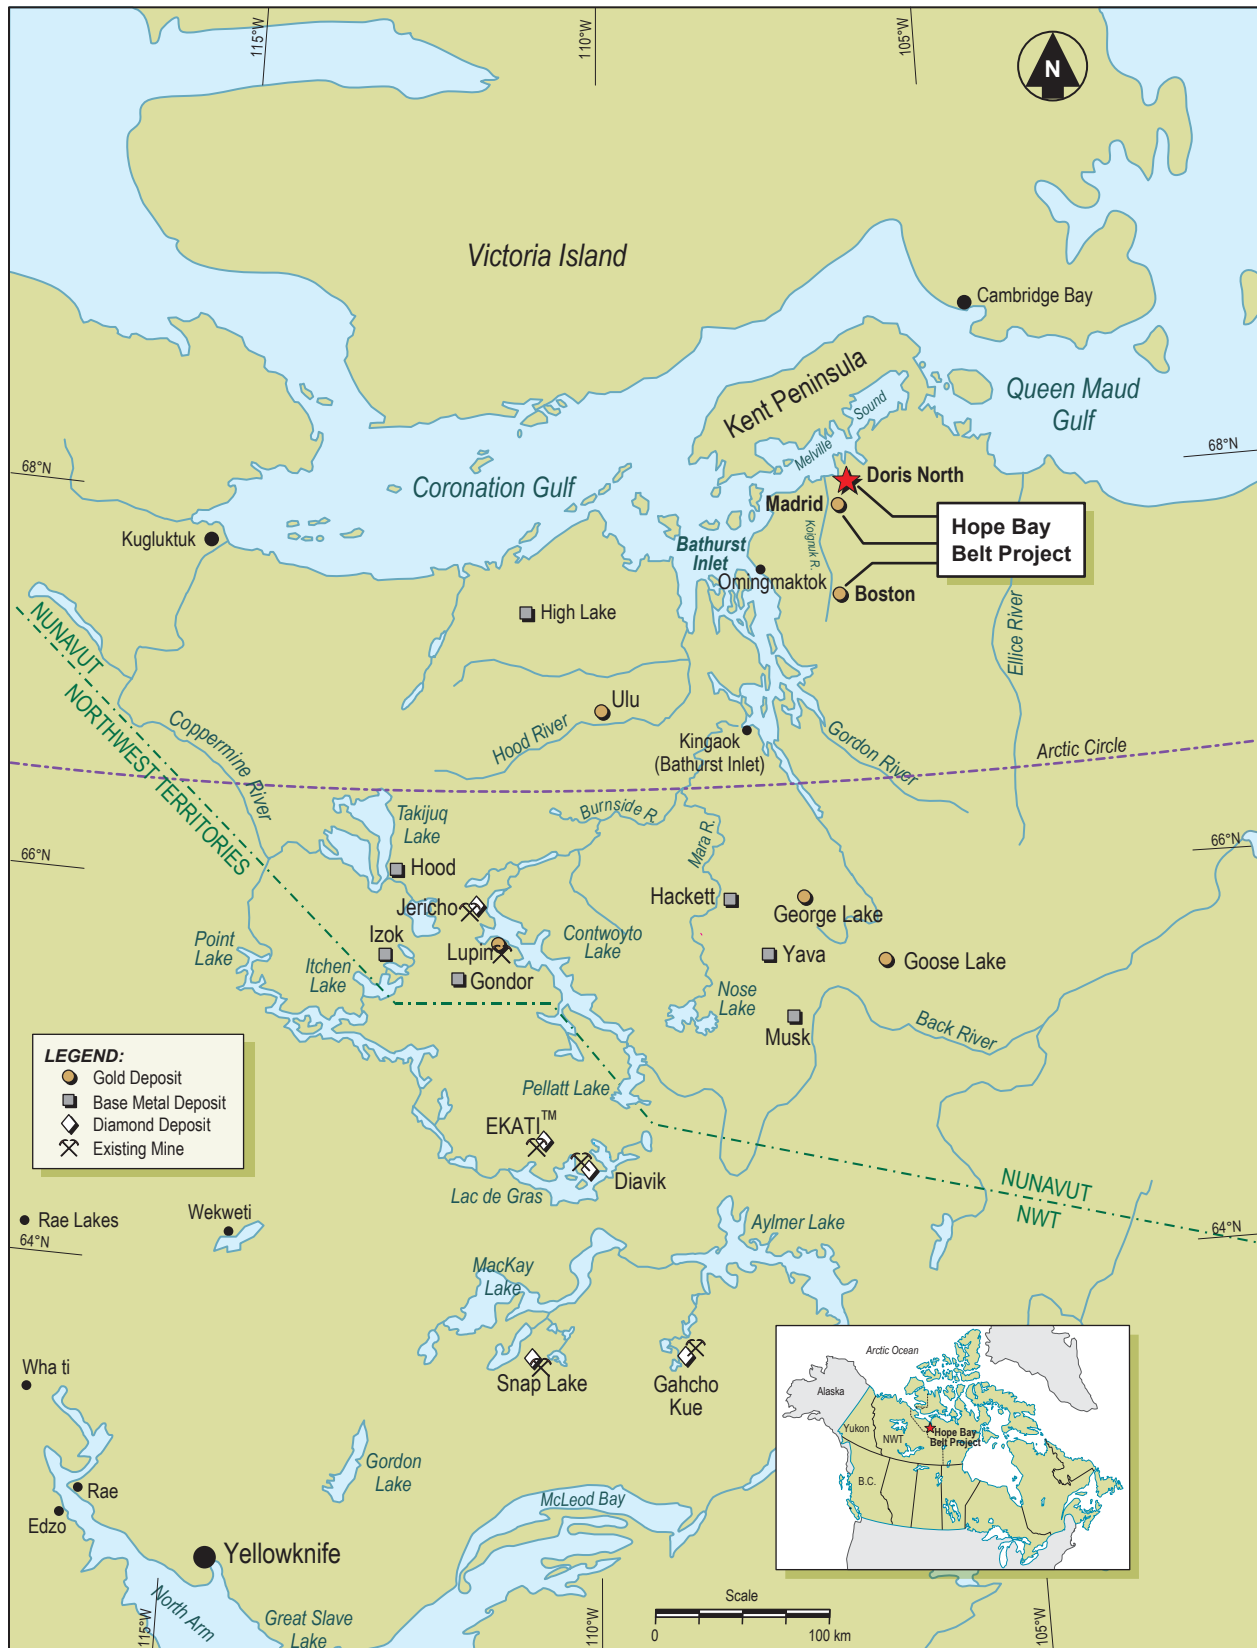 115°W
110°W
105°W
N
Victoria Island
Cambridge Bay
Kent Peninsula
Queen Maud
Gulf
Melville
Sound
68°N
68°N
Coronation Gulf
Doris North
Madrid
Hope Bay
Belt Project
Kugluktuk
Bathurst
Inlet
Koignuk R.
Omingmaktok
Boston
High Lake
Ellice River
NUNAVUT
NORTHWEST TERRITORIES
Coppermine River
Ulu
Hood River
Kingaok
(Bathurst Inlet)
Gordon River
Arctic Circle
Takijuq
Lake
Burnside R.
Mara R.
66°N
66°N
Hood
Jericho
Hackett
George Lake
Point
Lake
Izok
Itchen
Lake
Lupin
Contwoyto
Lake
Gondor
Yava
Goose Lake
Nose
Lake
Musk
Back River
LEGEND:
Gold Deposit
Base Metal Deposit
Diamond Deposit
Existing Mine
Pellatt Lake
EKATI™
Diavik
Lac de Gras
NUNAVUT
NWT
Rae Lakes
Wekweti
Aylmer Lake
64°N
64°N
MacKay
Lake
Snap Lake
Gahcho
Kue
Wha ti
Arctic Ocean
Alaska
Yukon
NWT
Hope Bay
Belt Project
B.C.
Gordon
Lake
Rae
Edzo
McLeod Bay
Yellowknife
North Arm
Great Slave
Lake
115°W
110°W
105°W
Scale
0
100 km